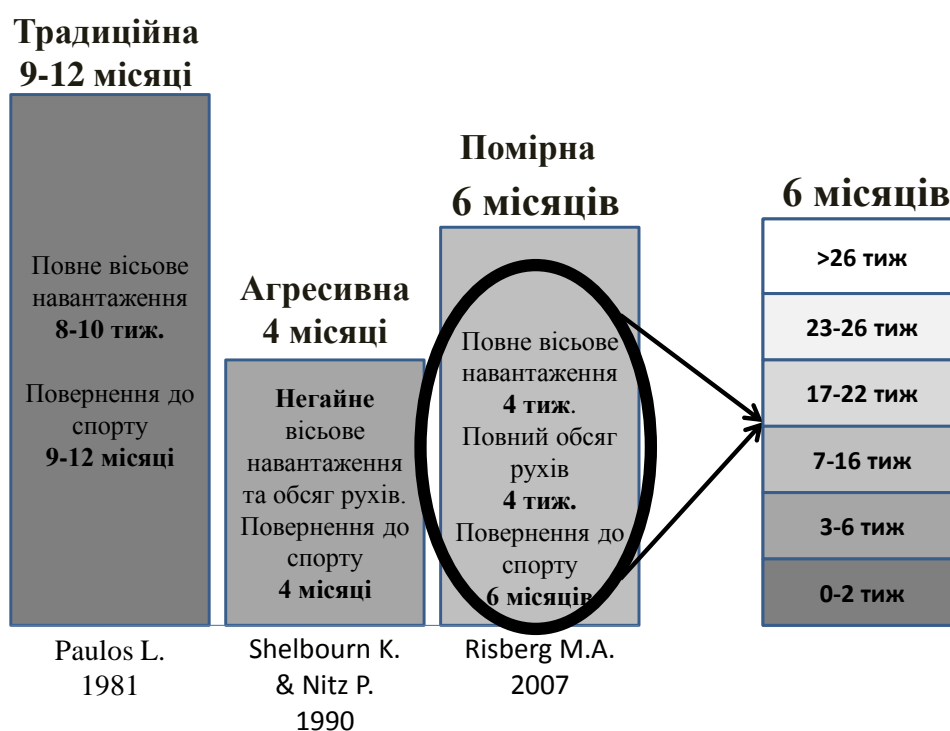 Традиційна
9-12 місяці
Повне вісьове
навантаження
8-10 тиж.
Повернення до
спорту
9-12 місяці
Paulos L.
1981
Агресивна
4 місяці
Негайне
вісьове
навантаження
та обсяг рухів.
Повернення до
спорту
4 місяці
Shelbourn K.
& Nitz P.
1990
Помірна
6 місяців
Повне вісьове
навантаження
4 тиж.
Повний обсяг
рухів
4 тиж.
Повернення до
спорту
6 місяців
Risberg M.A.
2007
6 місяців
>26 тиж
23-26 тиж
17-22 тиж
7-16 тиж
3-6 тиж
0-2 тиж